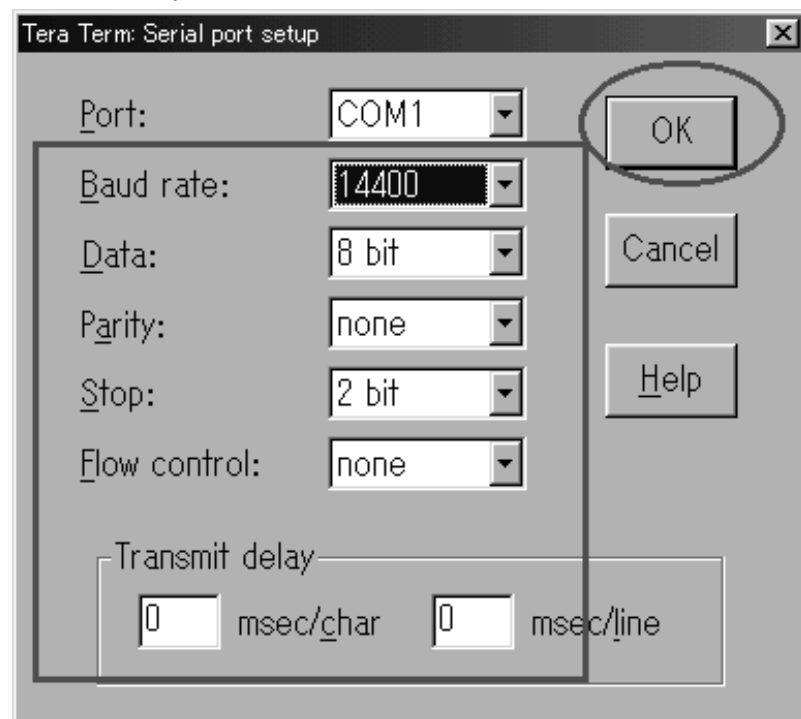 Tera Term: Serial port setup
Port: COM1 OK
Baud rate: 14400
Data: 8 bit Cancel
Parity: none
Stop: 2 bit Help
Flow control: none
Transmit delay
0 msec/char 0 msec/line